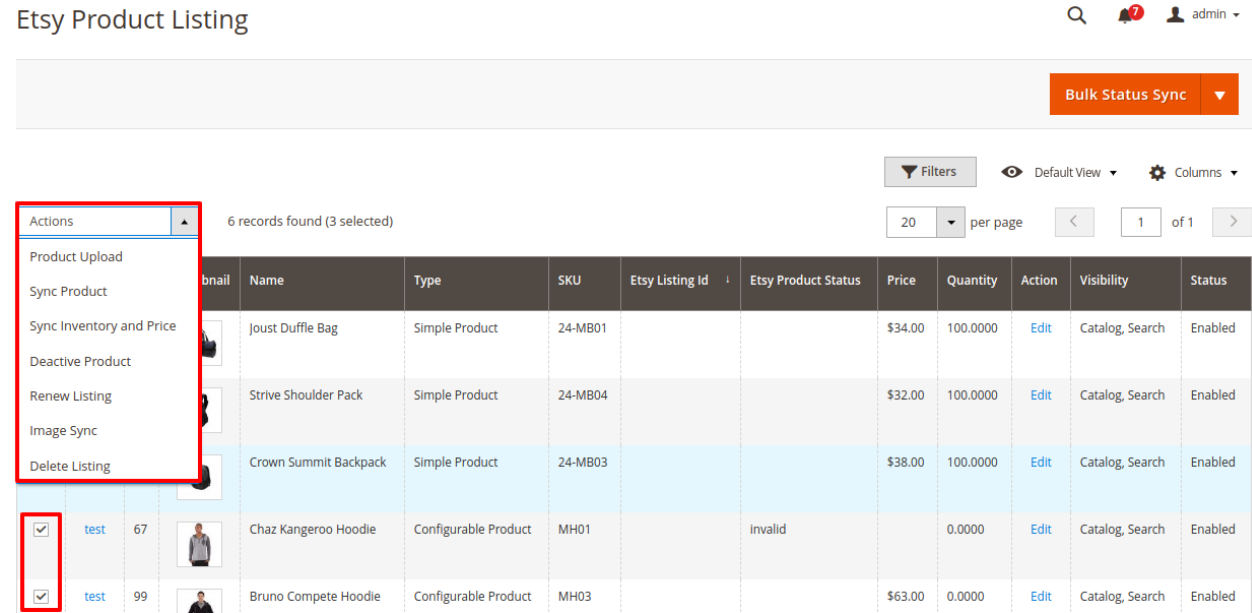 Etsy Product Listing
7
admin
Bulk Status Sync
Filters
Default View
Columns
Actions
6 records found (3 selected)
20
per page
1
of 1
Product Upload
Sync Product
Sync Inventory and Price
Deactive Product
Renew Listing
Image Sync
Delete Listing
bnail Name Type SKU Etsy Listing Id ↓ Etsy Product Status Price Quantity Action Visibility Status
Joust Duffle Bag Simple Product 24-MB01 $34.00 100.0000 Edit Catalog, Search Enabled
Strive Shoulder Pack Simple Product 24-MB04 $32.00 100.0000 Edit Catalog, Search Enabled
Crown Summit Backpack Simple Product 24-MB03 $38.00 100.0000 Edit Catalog, Search Enabled
test 67 Chaz Kangeroo Hoodie Configurable Product MH01 invalid 0.0000 Edit Catalog, Search Enabled
test 99 Bruno Compete Hoodie Configurable Product MH03 $63.00 0.0000 Edit Catalog, Search Enabled